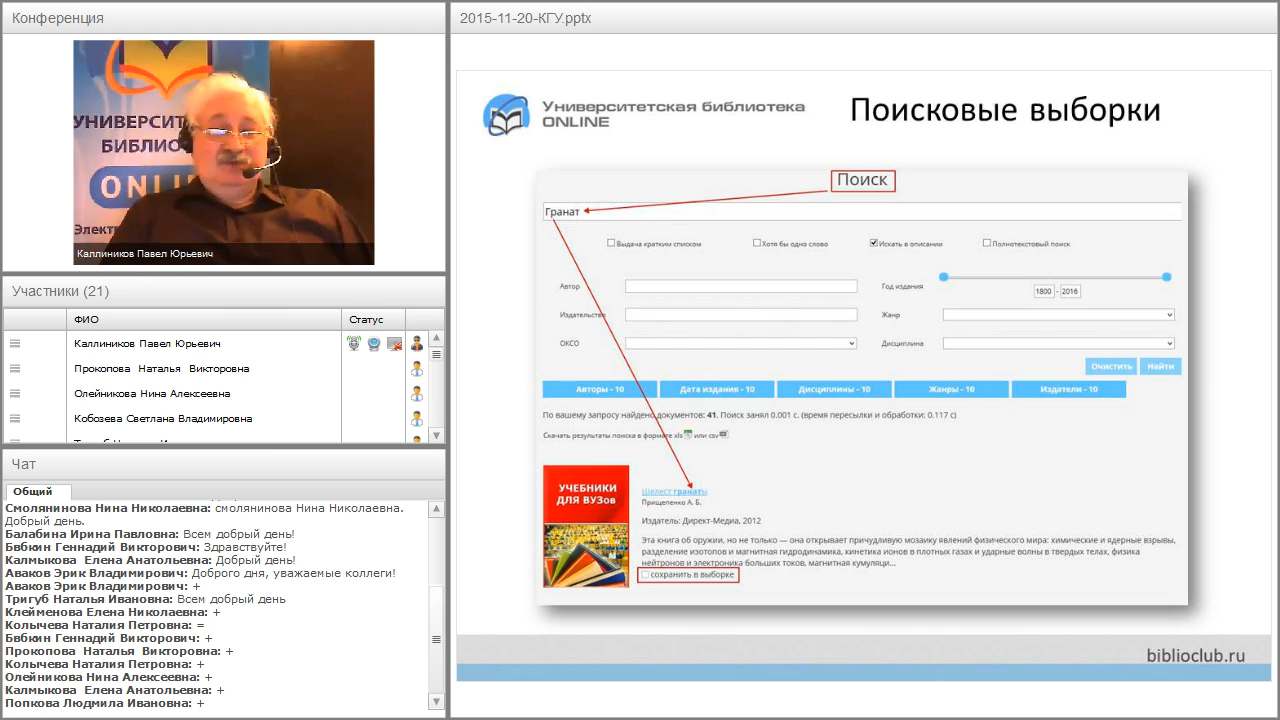 Конференция
УНИВЕРСИТ
БИБЛИО
ONLI
Элект
Каллиников Павел Юрьевич
Участники (21)
ФИО
Статус
Каллиников Павел Юрьевич
Прокопова Наталья Викторовна
Олейникова Нина Алексеевна
Кобозева Светлана Владимировна
Чат
Общий
Смолянинова Нина Николаевна: смолянинова Нина Николаевна.
Добрый день.
Балабина Ирина Павловна: Всем добрый день!
Бвбкин Геннадий Викторович: Здравствуйте!
Калмыкова Елена Анатольевна: Добрый день!
Аваков Эрик Владимирович: Доброго дня, уважаемые коллеги!
Аваков Эрик Владимирович: +
Тригуб Наталья Ивановна: Всем добрый день
Клейменова Елена Николаевна: +
Колычева Наталия Петровна: =
Бвбкин Геннадий Викторович: +
Прокопова Наталья Викторовна: +
Колычева Наталия Петровна: +
Олейникова Нина Алексеевна: +
Калмыкова Елена Анатольевна: +
Попкова Людмила Ивановна: +
2015-11-20-КГУ.pptx
Университетская библиотека
ONLINE
Поисковые выборки
Поиск
Гранат
Выдача кратким списком
Хотя бы одно слово
Искать в описании
Полнотекстовый поиск
Автор
Год издания
1800 - 2016
Издательство
Жанр
ОКСО
Дисциплина
Очистить
Найти
Авторы - 10
Дата издания - 10
Дисциплины - 10
Жанры - 10
Издатели - 10
По вашему запросу найдено документов: 41. Поиск занял 0.001 с. (время пересылки и обработки: 0.117 с)
Скачать результаты поиска в формате xls или csv
УЧЕБНИКИ
ДЛЯ ВУЗов
Шелест гранаты
Прищепенко А. Б.
Издатель: Директ-Медиа, 2012
Эта книга об оружии, но не только — она открывает причудливую мозаику явлений физического мира: химические и ядерные взрывы,
разделение изотопов и магнитная гидродинамика, кинетика ионов в плотных газах и ударные волны в твердых телах, физика
нейтронов и электроника больших токов, магнитная кумуляци...
сохранить в выборке
biblioclub.ru